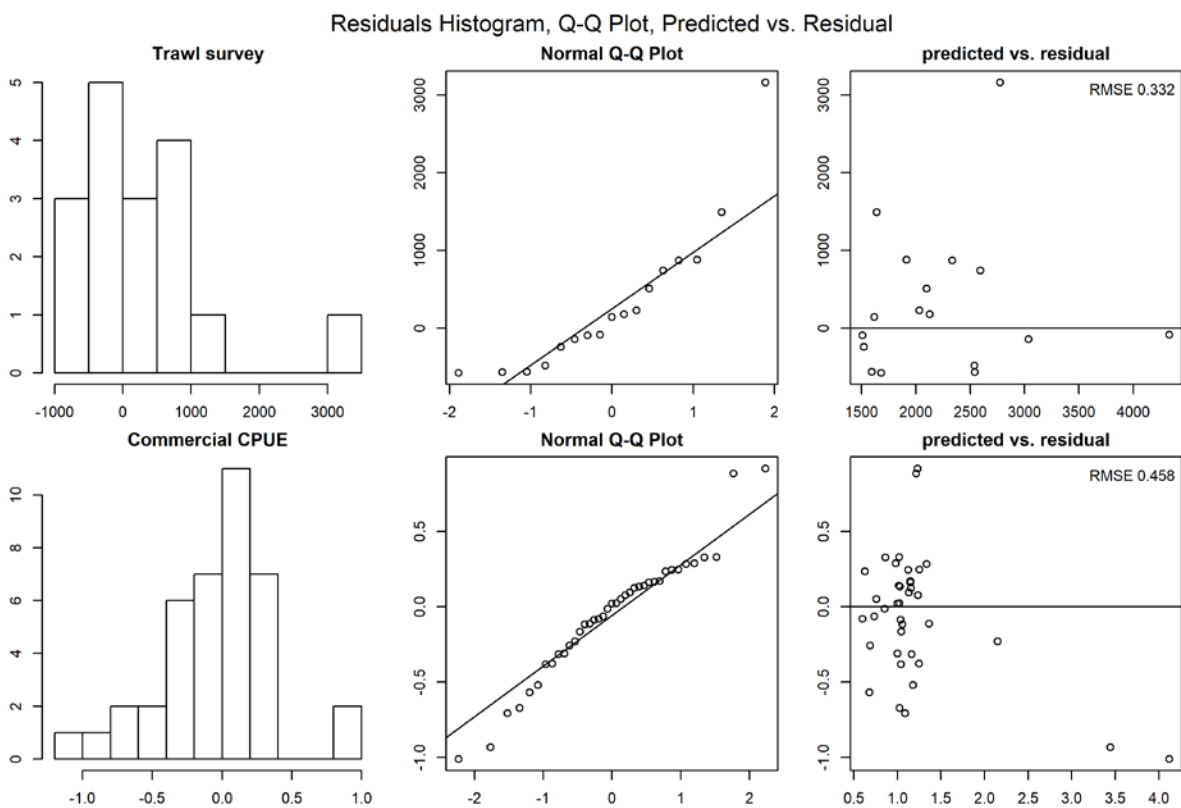 Residuals Histogram, Q-Q Plot, Predicted vs. Residual
Trawl survey
Normal Q-Q Plot
predicted vs. residual
0 1 2 3 4 5
-1000 0 1000 2000 3000
0 1000 2000 3000
-2 -1 0 1 2
0 1000 2000 3000
RMSE 0.332
1500 2000 2500 3000 3500 4000
Commercial CPUE
Normal Q-Q Plot
predicted vs. residual
0 2 4 6 8 10
-1.0 -0.5 0.0 0.5 1.0
-1.0 -0.5 0.0 0.5
-2 -1 0 1 2
-1.0 -0.5 0.0 0.5
RMSE 0.458
0.5 1.0 1.5 2.0 2.5 3.0 3.5 4.0